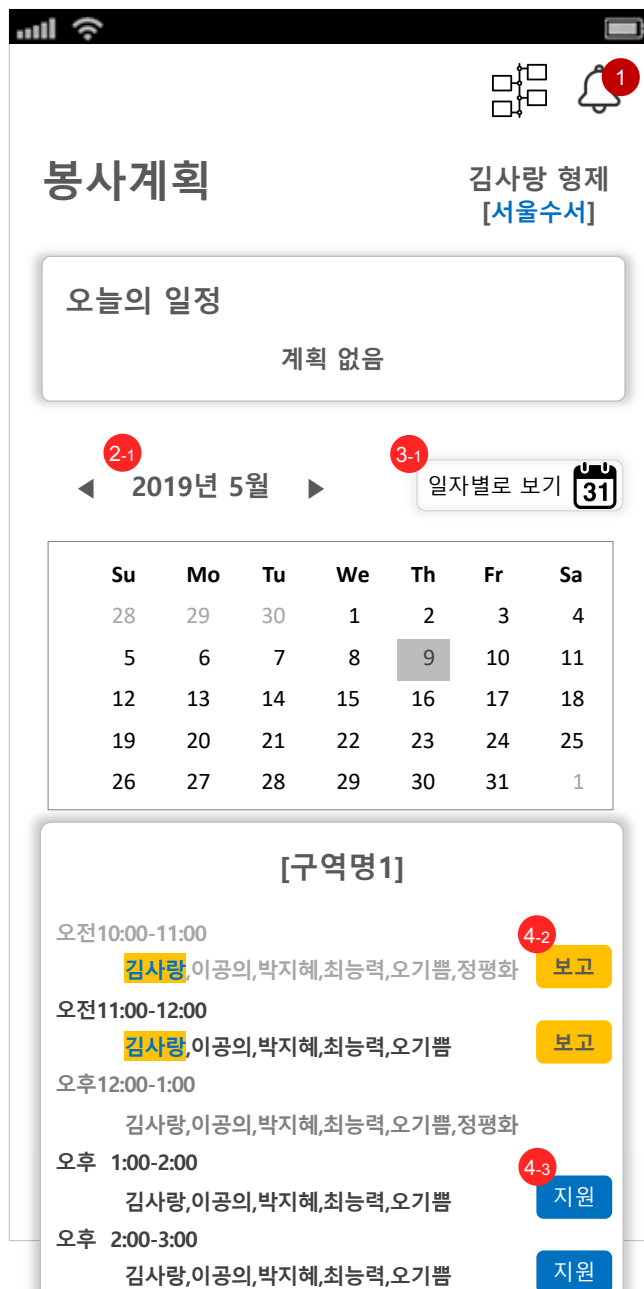 1
봉사계획
김사랑 형제
[서울수서]
오늘의 일정
계획 없음
2-1
3-1
◀ 2019년 5월 ▶
일자별로 보기 31
Su Mo Tu We Th Fr Sa
28 29 30 1 2 3 4
5 6 7 8 9 10 11
12 13 14 15 16 17 18
19 20 21 22 23 24 25
26 27 28 29 30 31 1
[구역명1]
오전10:00-11:00
4-2
김사랑,이공의,박지혜,최능력,오기쁨,정평화 보고
오전11:00-12:00
김사랑,이공의,박지혜,최능력,오기쁨 보고
오후12:00-1:00
김사랑,이공의,박지혜,최능력,오기쁨,정평화
오후 1:00-2:00
4-3
김사랑,이공의,박지혜,최능력,오기쁨 지원
오후 2:00-3:00
김사랑,이공의,박지혜,최능력,오기쁨 지원